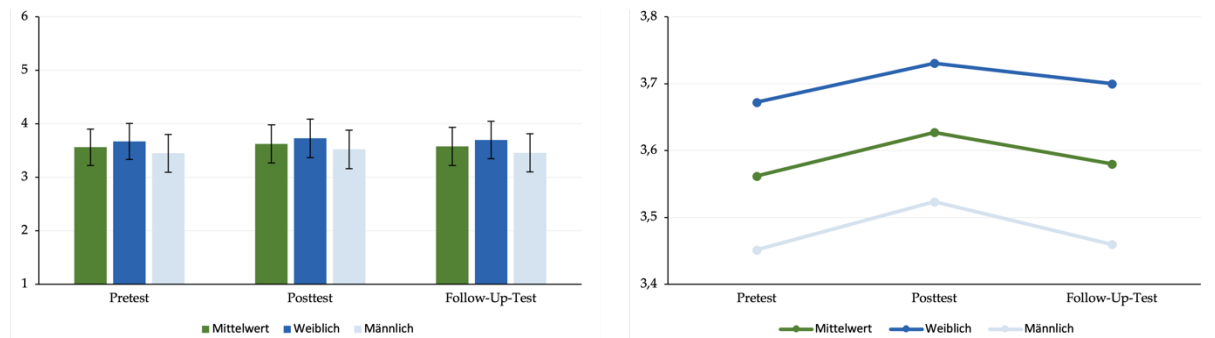 6
5
4
3
2
1
Pretest Posttest Follow-Up-Test
Mittelwert Weiblich Männlich
3,8
3,7
3,6
3,5
3,4
Pretest Posttest Follow-Up-Test
Mittelwert Weiblich Männlich